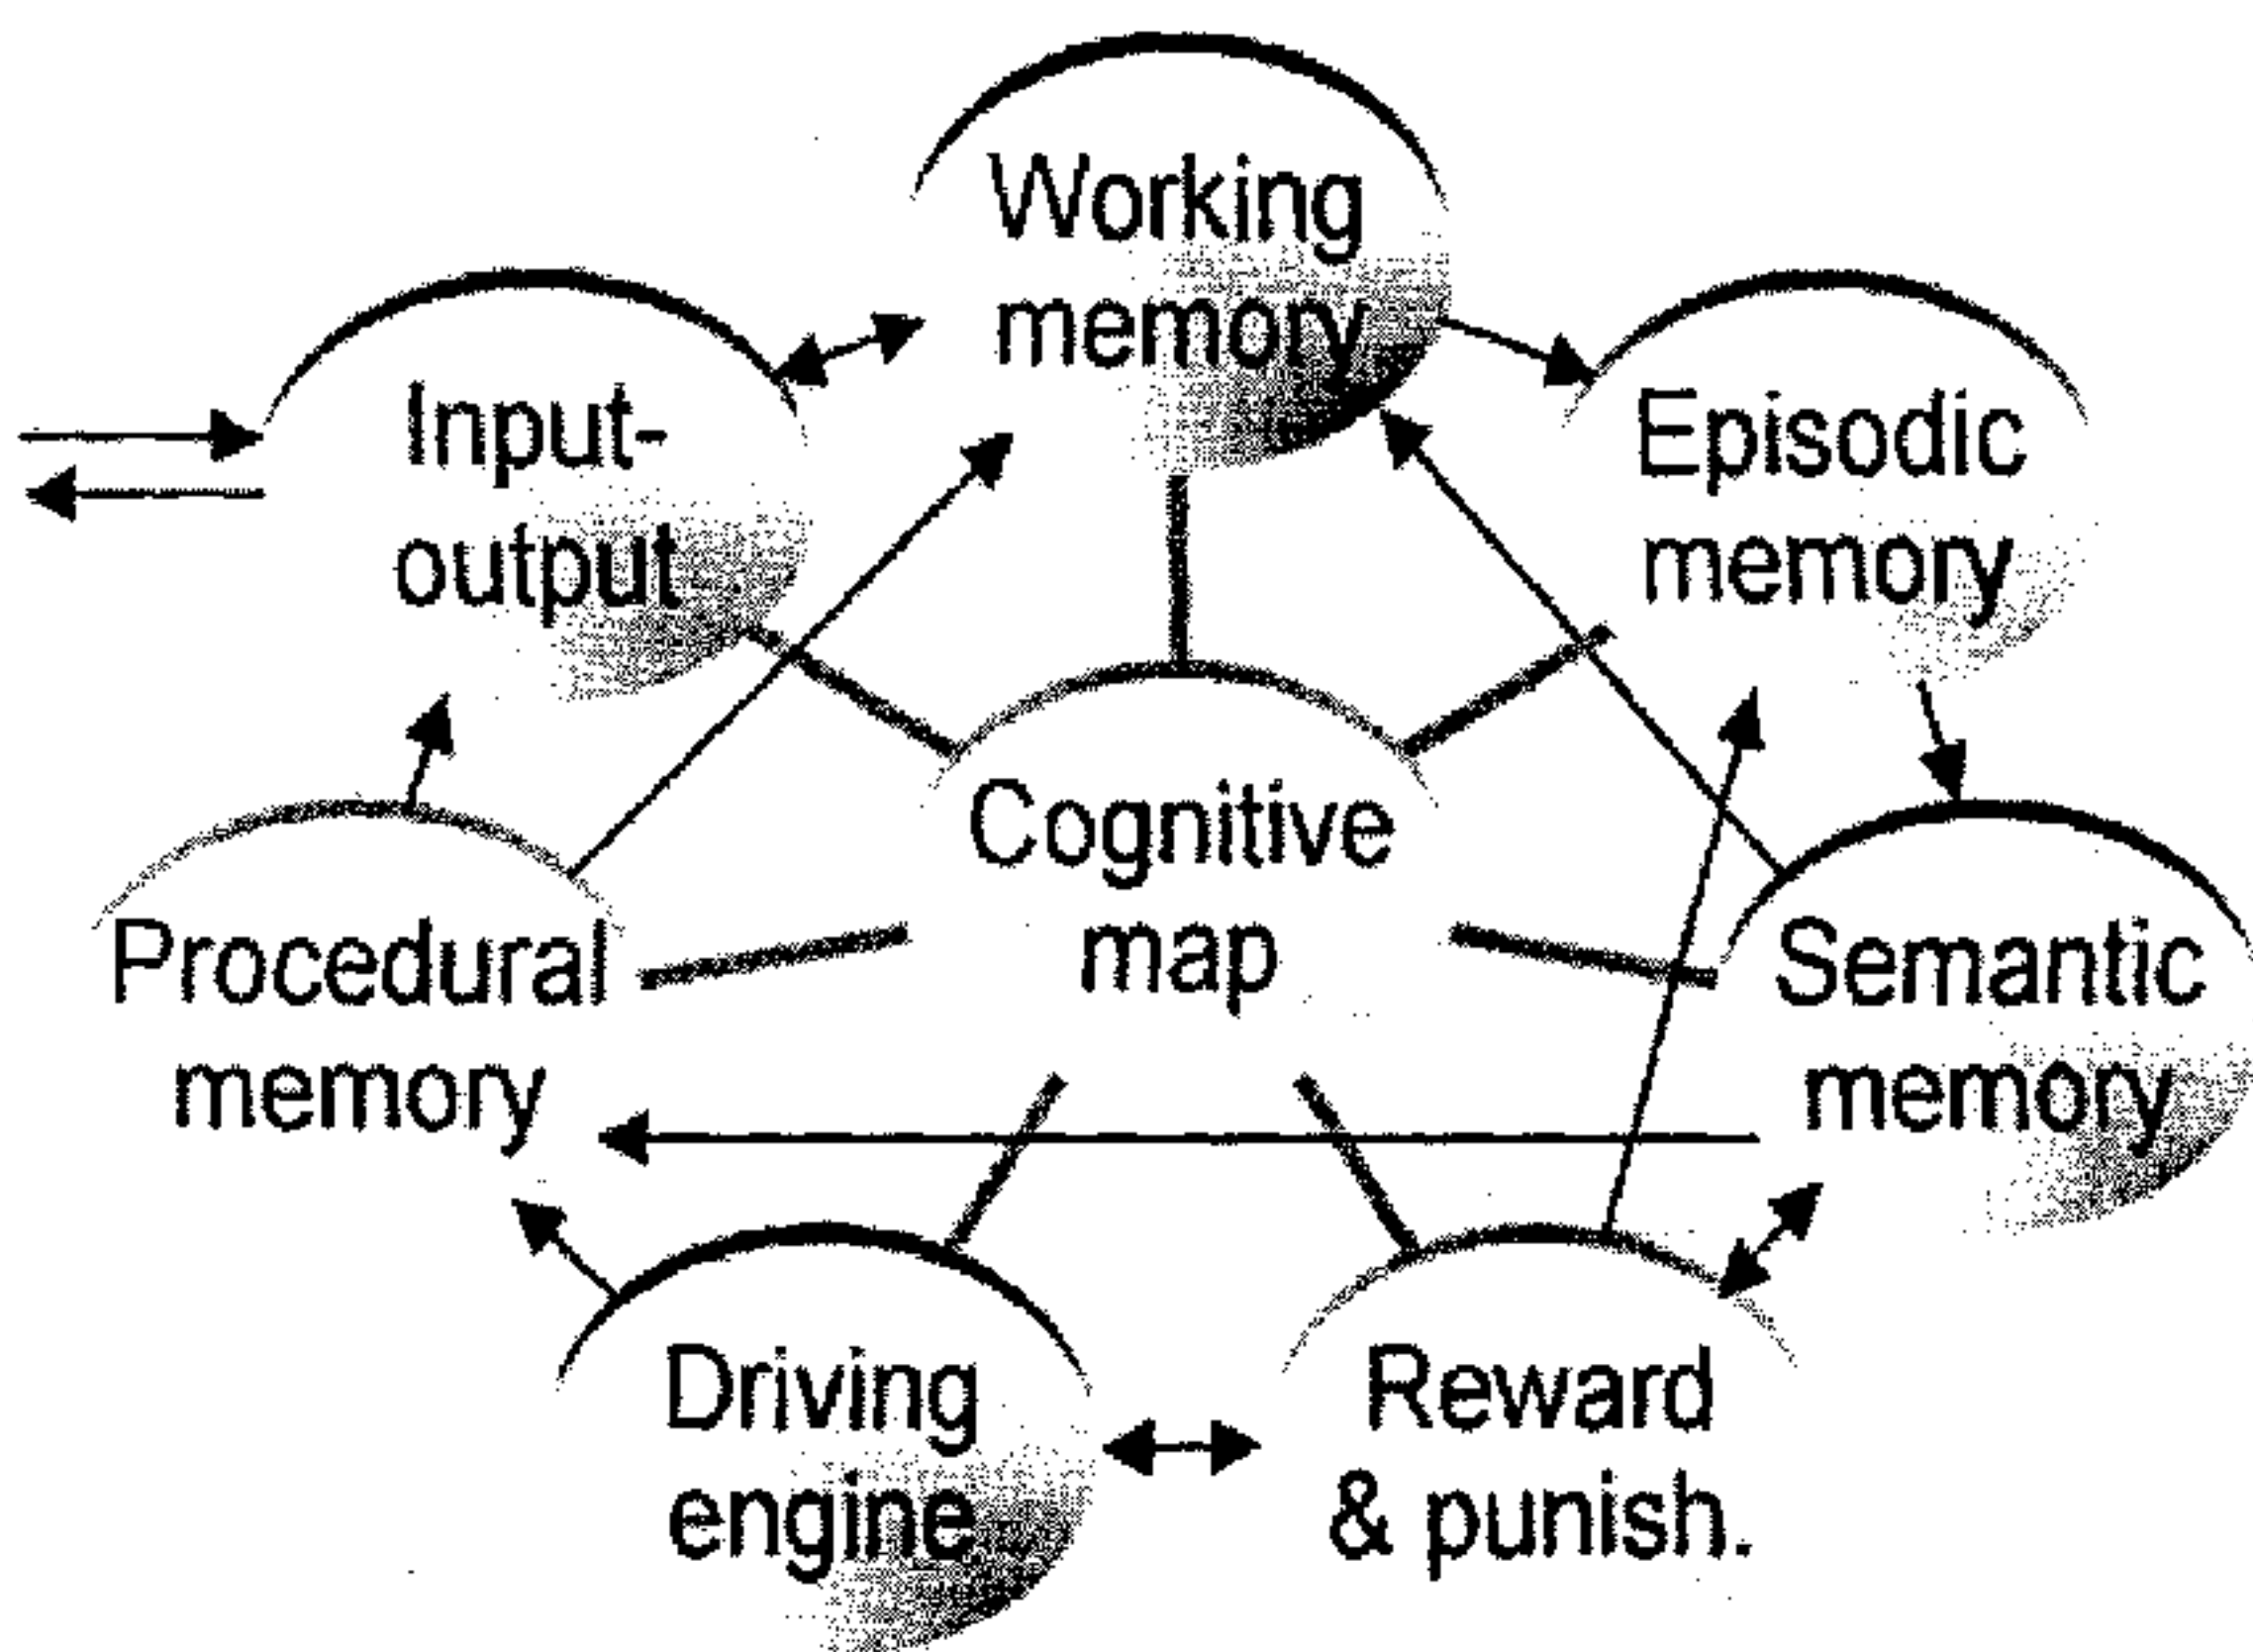 Working
memory
Input-
output
Episodic
memory
Cognitive
map
Procedural
memory
Semantic
memory
Driving
engine
Reward
& punish.